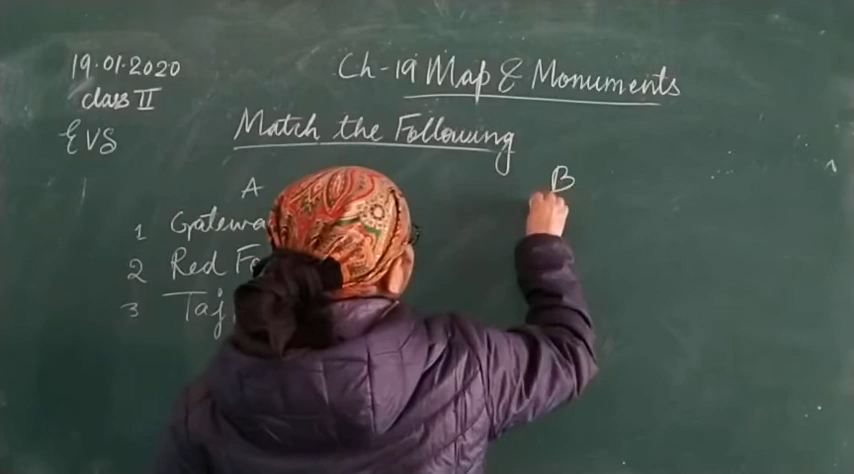 19.01.2020
Ch-19 Map & Monuments
class II
EVS
Match the Following
A B
1 Gatewa
2 Red Fo
3 Taj